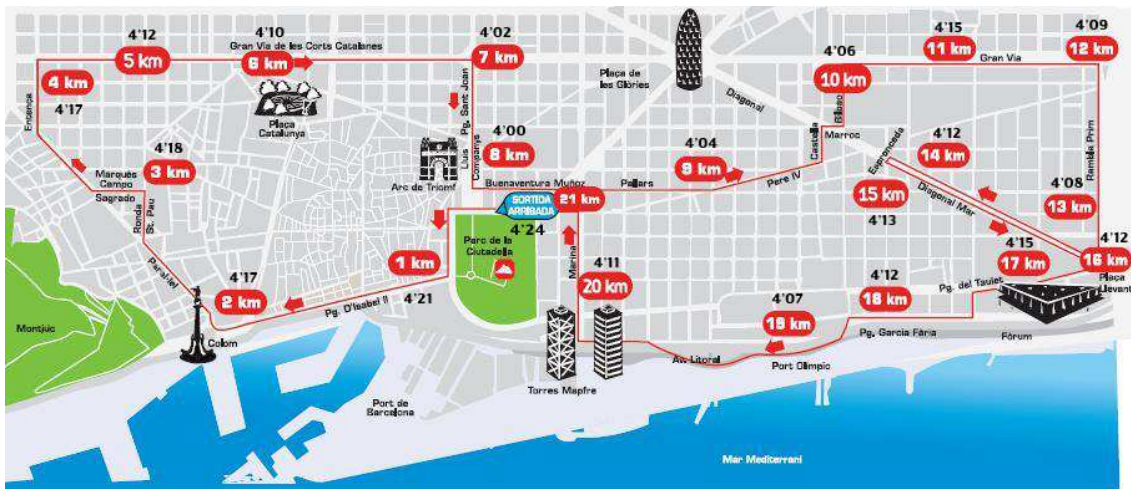 4'12
5 km
4'10
Gran Via de les Corts Catalanes
6 km
4'02
7 km
4'15
11 km
4'09
12 km
Gran Via
4'06
10 km
4 km
4'17
Entença
Plaça
Catalunya
Pg. Sant Joan
Lluis
Companys
Plaça de
les Glòries
Diagonal
Castella
Bilbao
Marroc
Espronceda
4'12
14 km
Rambla Prim
4'18
3 km
Marquès
Campo
Sagrado
Arc de Triomf
4'00
8 km
Buenaventura Muñoz
Pallars
4'04
9 km
Pere IV
15 km
4'13
Diagonal Mar
4'08
13 km
Ronda
St. Pau
SORTIDA
ARRIBADA
21 km
4'24
Paral·lel
4'17
2 km
1 km
4'21
Pg. D'Isabel II
Parc de la
Ciutadella
Marina
4'11
20 km
4'15
17 km
4'12
16 km
Plaça
Llevant
4'12
18 km
Pg. del Taulet
4'07
19 km
Pg. Garcia Fària
Fòrum
Montjuïc
Colom
Av. Litoral
Port Olímpic
Torres Mapfre
Port de
Barcelona
Mar Mediterrani